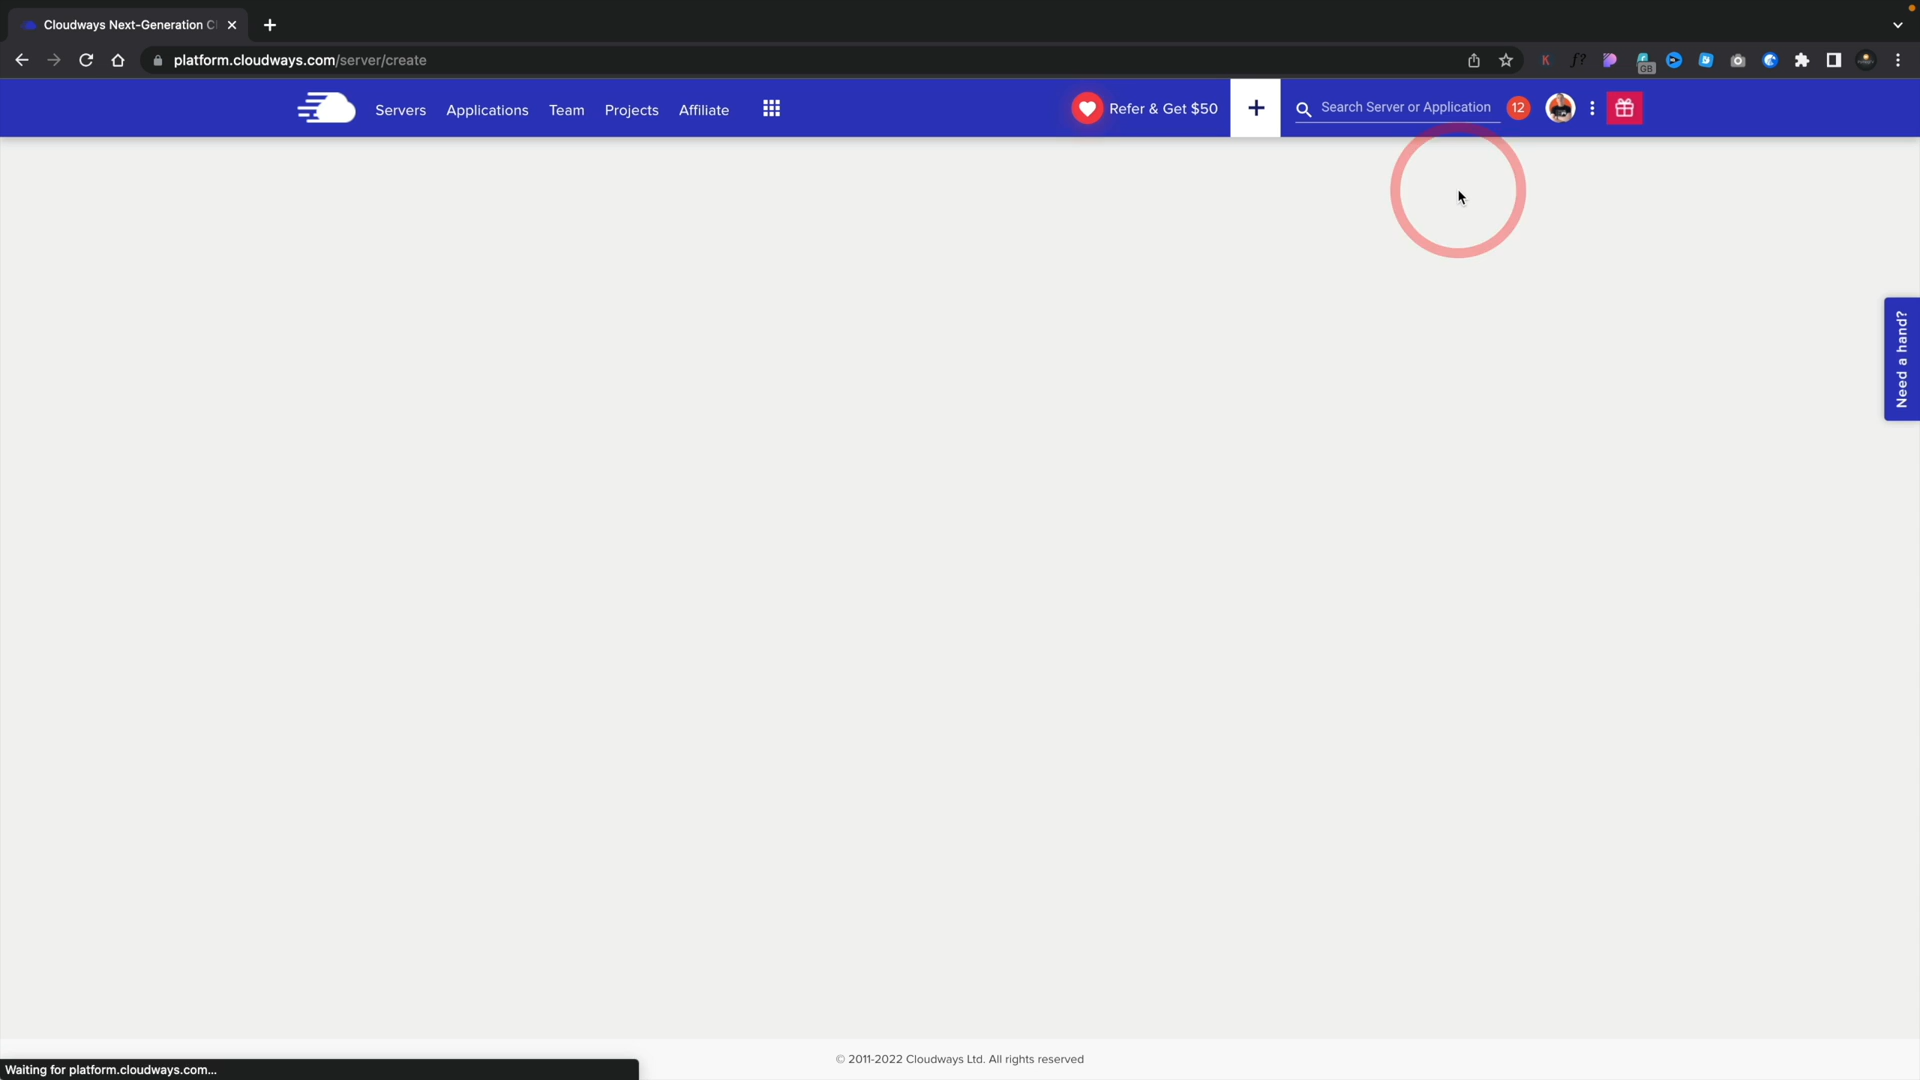 Cloudways Next-Generation C
platform.cloudways.com/server/create
K
f?
GB
Servers
Applications
Team
Projects
Affiliate
Refer & Get $50
+
Search Server or Application
12
Need a hand?
© 2011-2022 Cloudways Ltd. All rights reserved
Waiting for platform.cloudways.com...